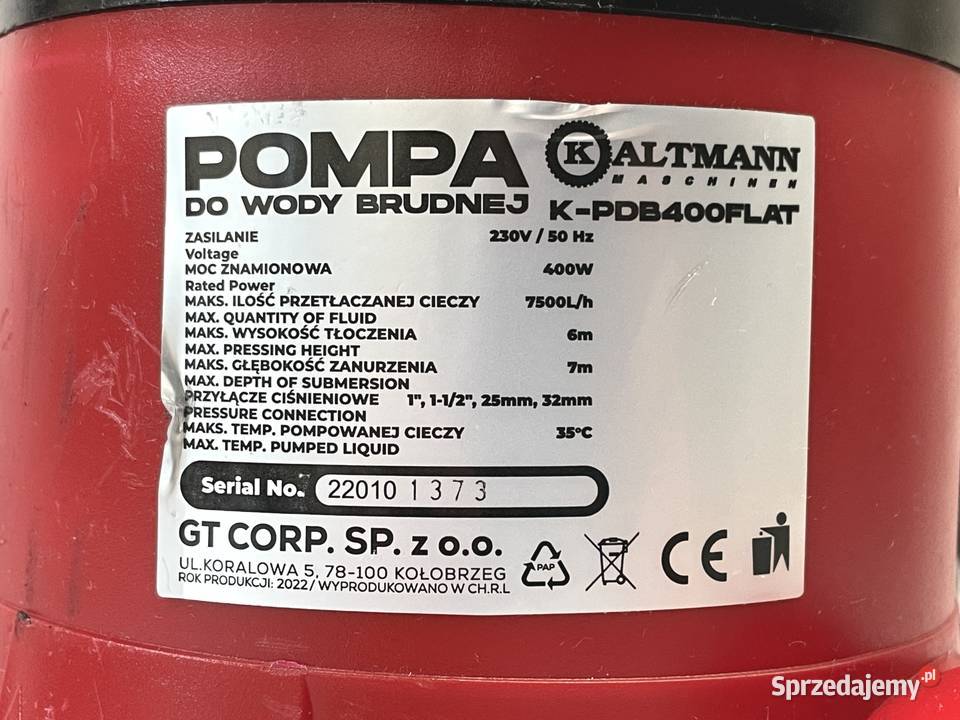 POMPA
DO WODY BRUDNEJ
KALTMANN
MASCHINEN
K-PDB400FLAT
ZASILANIE 230V / 50 Hz
Voltage
MOC ZNAMIONOWA 400W
Rated Power
MAKS. ILOŚĆ PRZETŁACZANEJ CIECZY 7500L/h
MAX. QUANTITY OF FLUID
MAKS. WYSOKOŚĆ TŁOCZENIA 6m
MAX. PRESSING HEIGHT
MAKS. GŁĘBOKOŚĆ ZANURZENIA 7m
MAX. DEPTH OF SUBMERSION
PRZYŁĄCZE CIŚNIENIOWE 1", 1-1/2", 25mm, 32mm
PRESSURE CONNECTION
MAKS. TEMP. POMPOWANEJ CIECZY 35°C
MAX. TEMP. PUMPED LIQUID
Serial No. 22010 1373
GT CORP. SP. z o.o.
UL.KORALOWA 5, 78-100 KOŁOBRZEG
ROK PRODUKCJI: 2022/ WYPRODUKOWANO W CH.R.L
PAP
CE
Sprzedajemy.pl